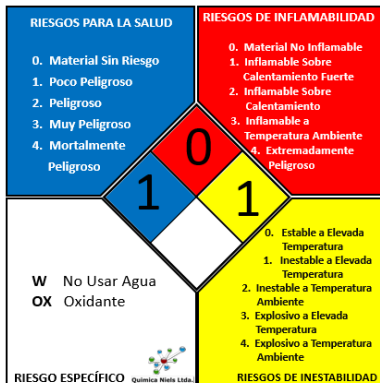 RIESGOS PARA LA SALUD
0. Material Sin Riesgo
1. Poco Peligroso
2. Peligroso
3. Muy Peligroso
4. Mortalmente
Peligroso
RIESGOS DE INFLAMABILIDAD
0. Material No Inflamable
1. Inflamable Sobre
Calentamiento Fuerte
2. Inflamable Sobre
Calentamiento
3. Inflamable a
Temperatura Ambiente
4. Extremadamente
Peligroso
0
1
1
W No Usar Agua
OX Oxidante
RIESGO ESPECÍFICO
Química Niels Ltda.
0. Estable a Elevada
Temperatura
1. Inestable a Elevada
Temperatura
2. Inestable a Temperatura
Ambiente
3. Explosivo a Elevada
Temperatura
4. Explosivo a Temperatura
Ambiente
RIESGOS DE INESTABILIDAD